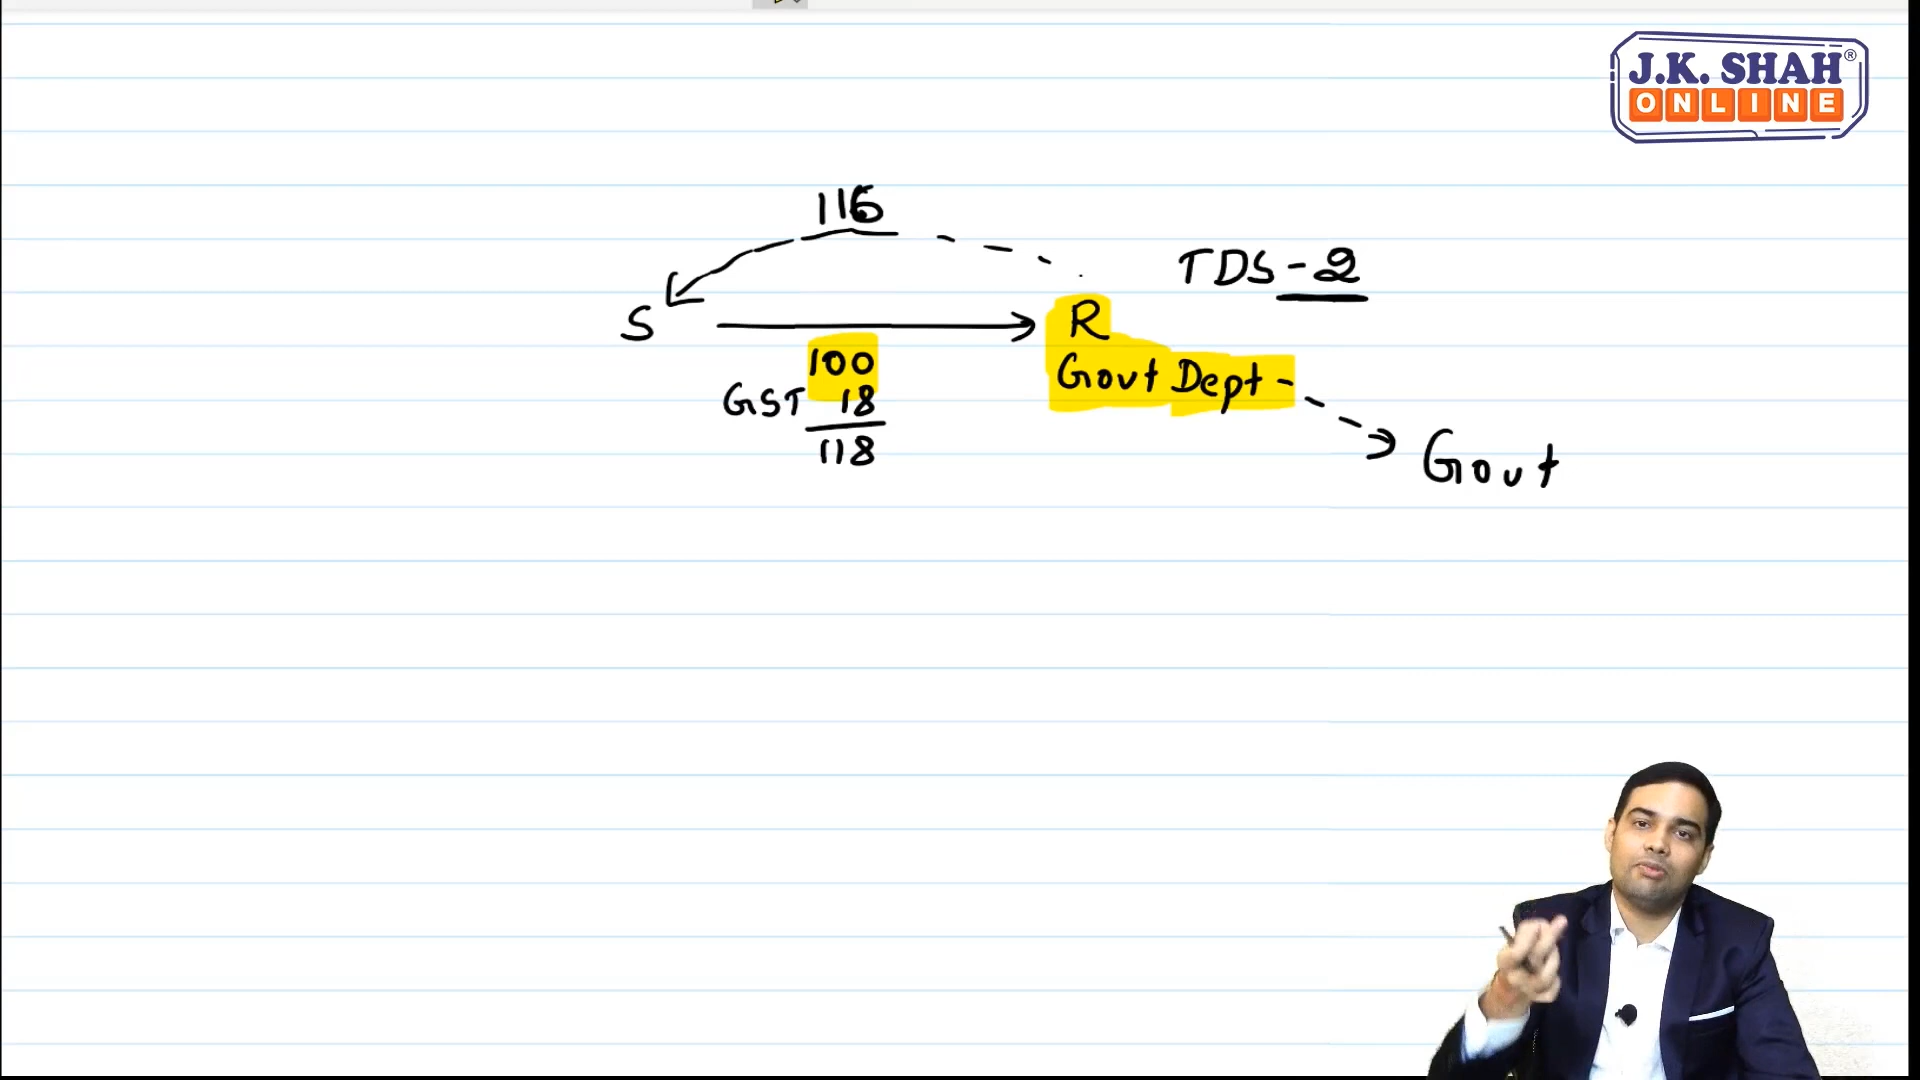 J.K. SHAH®
ONLINE
116
TDS - 2
S
R
100
Govt Dept -
GST 18
118
Govt